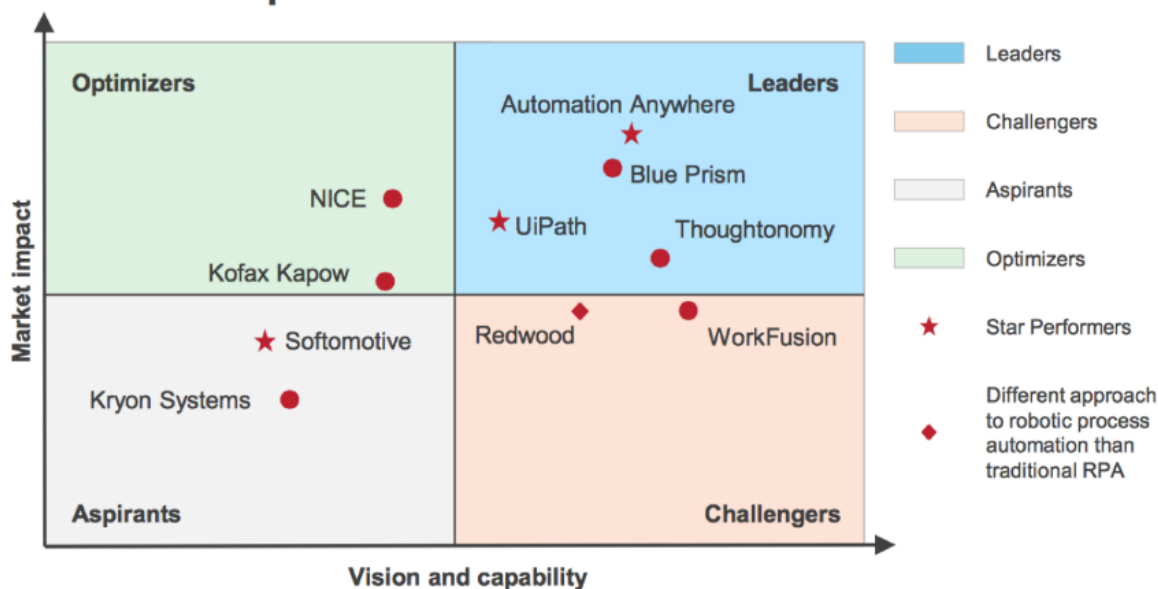 Optimizers
Leaders
Automation Anywhere
Blue Prism
NICE
UiPath
Thoughtonomy
Kofax Kapow
Redwood
WorkFusion
Softomotive
Kryon Systems
Aspirants
Challengers
Market impact
Vision and capability
Leaders
Challengers
Aspirants
Optimizers
Star Performers
Different approach
to robotic process
automation than
traditional RPA